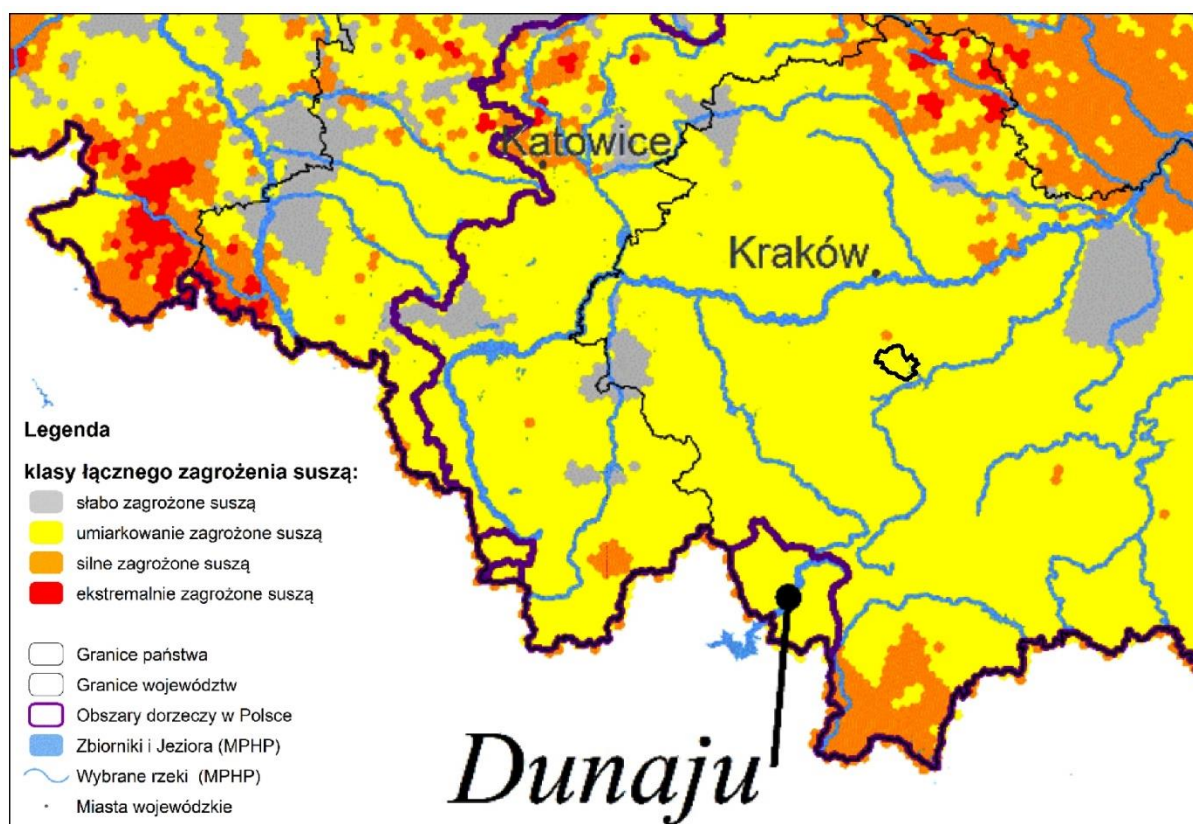 Katowice
Kraków
Legenda
klasy łącznego zagrożenia suszą:
słabo zagrożone suszą
umiarkowanie zagrożone suszą
silne zagrożone suszą
ekstremalnie zagrożone suszą
Granice państwa
Granice województw
Obszary dorzeczy w Polsce
Zbiorniki i Jeziora (MPHP)
Wybrane rzeki (MPHP)
Miasta wojewódzkie
Dunaju